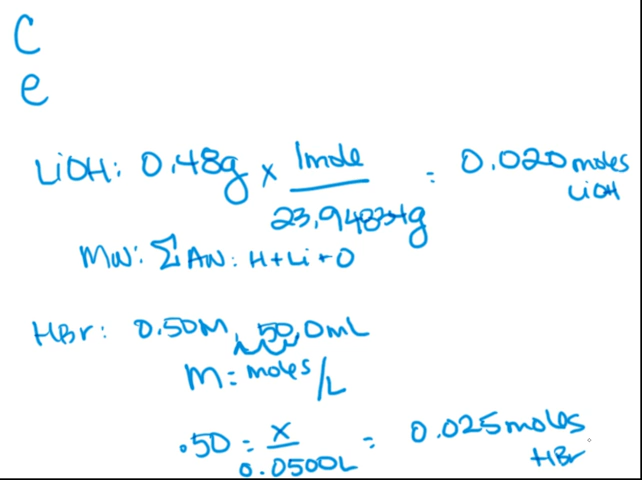 C
e
LiOH: 0.48g x 1mole / 23.94834g = 0.020 moles LiOH
MW: ΣAW: H+Li+O
HBr: 0.50M, 50.0mL
M = moles/L
.50 = x / 0.0500L = 0.025 moles HBr